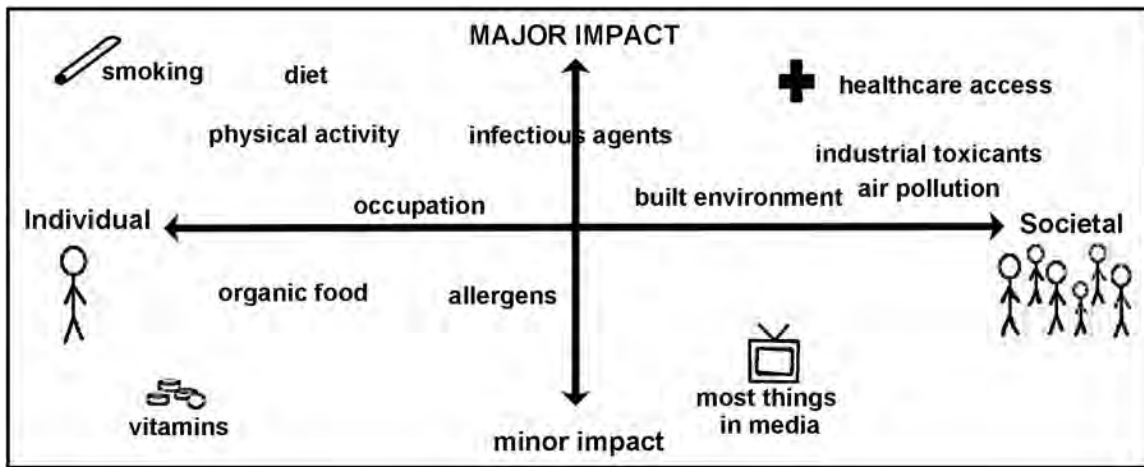 MAJOR IMPACT
smoking
diet
healthcare access
physical activity
infectious agents
industrial toxicants
air pollution
occupation
built environment
Individual
Societal
organic food
allergens
vitamins
most things
in media
minor impact